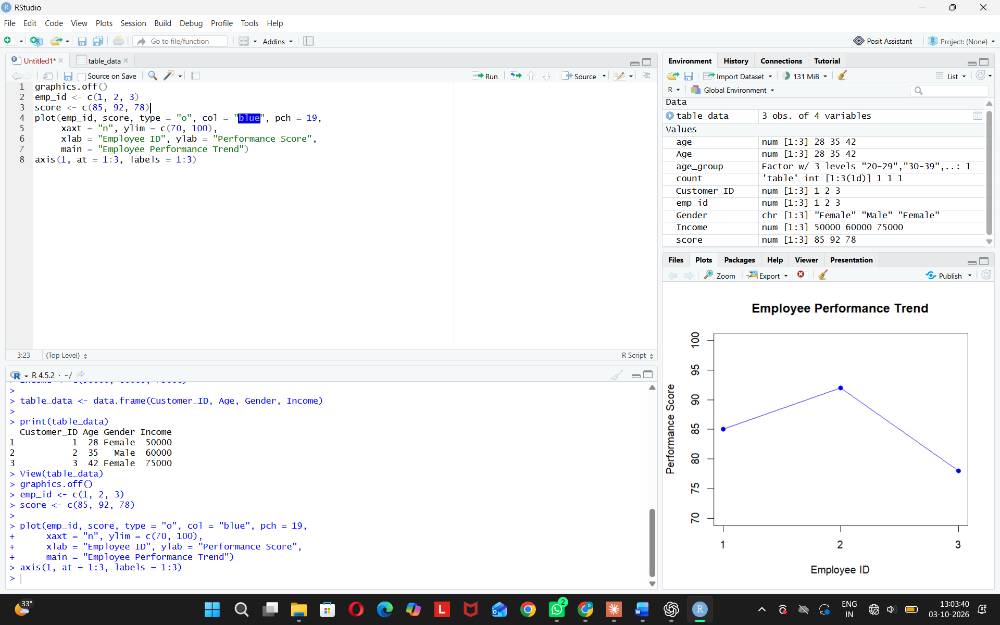 RStudio
File Edit Code View Plots Session Build Debug Profile Tools Help
Go to file/function Addins Posit Assistant Project: (None)
Untitled1* table_data
Source on Save Run Source
1 graphics.off()
2 emp_id <- c(1, 2, 3)
3 score <- c(85, 92, 78)
4 plot(emp_id, score, type = "o", col = "blue", pch = 19,
5 xaxt = "n", ylim = c(70, 100),
6 xlab = "Employee ID", ylab = "Performance Score",
7 main = "Employee Performance Trend")
8 axis(1, at = 1:3, labels = 1:3)
3:23 (Top Level) R Script
R 4.5.2 · ~/
>
> table_data <- data.frame(Customer_ID, Age, Gender, Income)
>
> print(table_data)
Customer_ID Age Gender Income
1 1 28 Female 50000
2 2 35 Male 60000
3 3 42 Female 75000
> View(table_data)
> graphics.off()
> emp_id <- c(1, 2, 3)
> score <- c(85, 92, 78)
>
> plot(emp_id, score, type = "o", col = "blue", pch = 19,
+ xaxt = "n", ylim = c(70, 100),
+ xlab = "Employee ID", ylab = "Performance Score",
+ main = "Employee Performance Trend")
> axis(1, at = 1:3, labels = 1:3)
>
Environment History Connections Tutorial
Import Dataset 131 MiB List
R Global Environment
Data
table_data 3 obs. of 4 variables
Values
age num [1:3] 28 35 42
Age num [1:3] 28 35 42
age_group Factor w/ 3 levels "20-29","30-39",..: 1…
count 'table' int [1:3(1d)] 1 1 1
Customer_ID num [1:3] 1 2 3
emp_id num [1:3] 1 2 3
Gender chr [1:3] "Female" "Male" "Female"
Income num [1:3] 50000 60000 75000
score num [1:3] 85 92 78
Files Plots Packages Help Viewer Presentation
Zoom Export Publish
Employee Performance Trend
Performance Score
100
95
90
85
80
75
70
1 2 3
Employee ID
33°
2
ENG
IN
13:03:40
03-10-2026